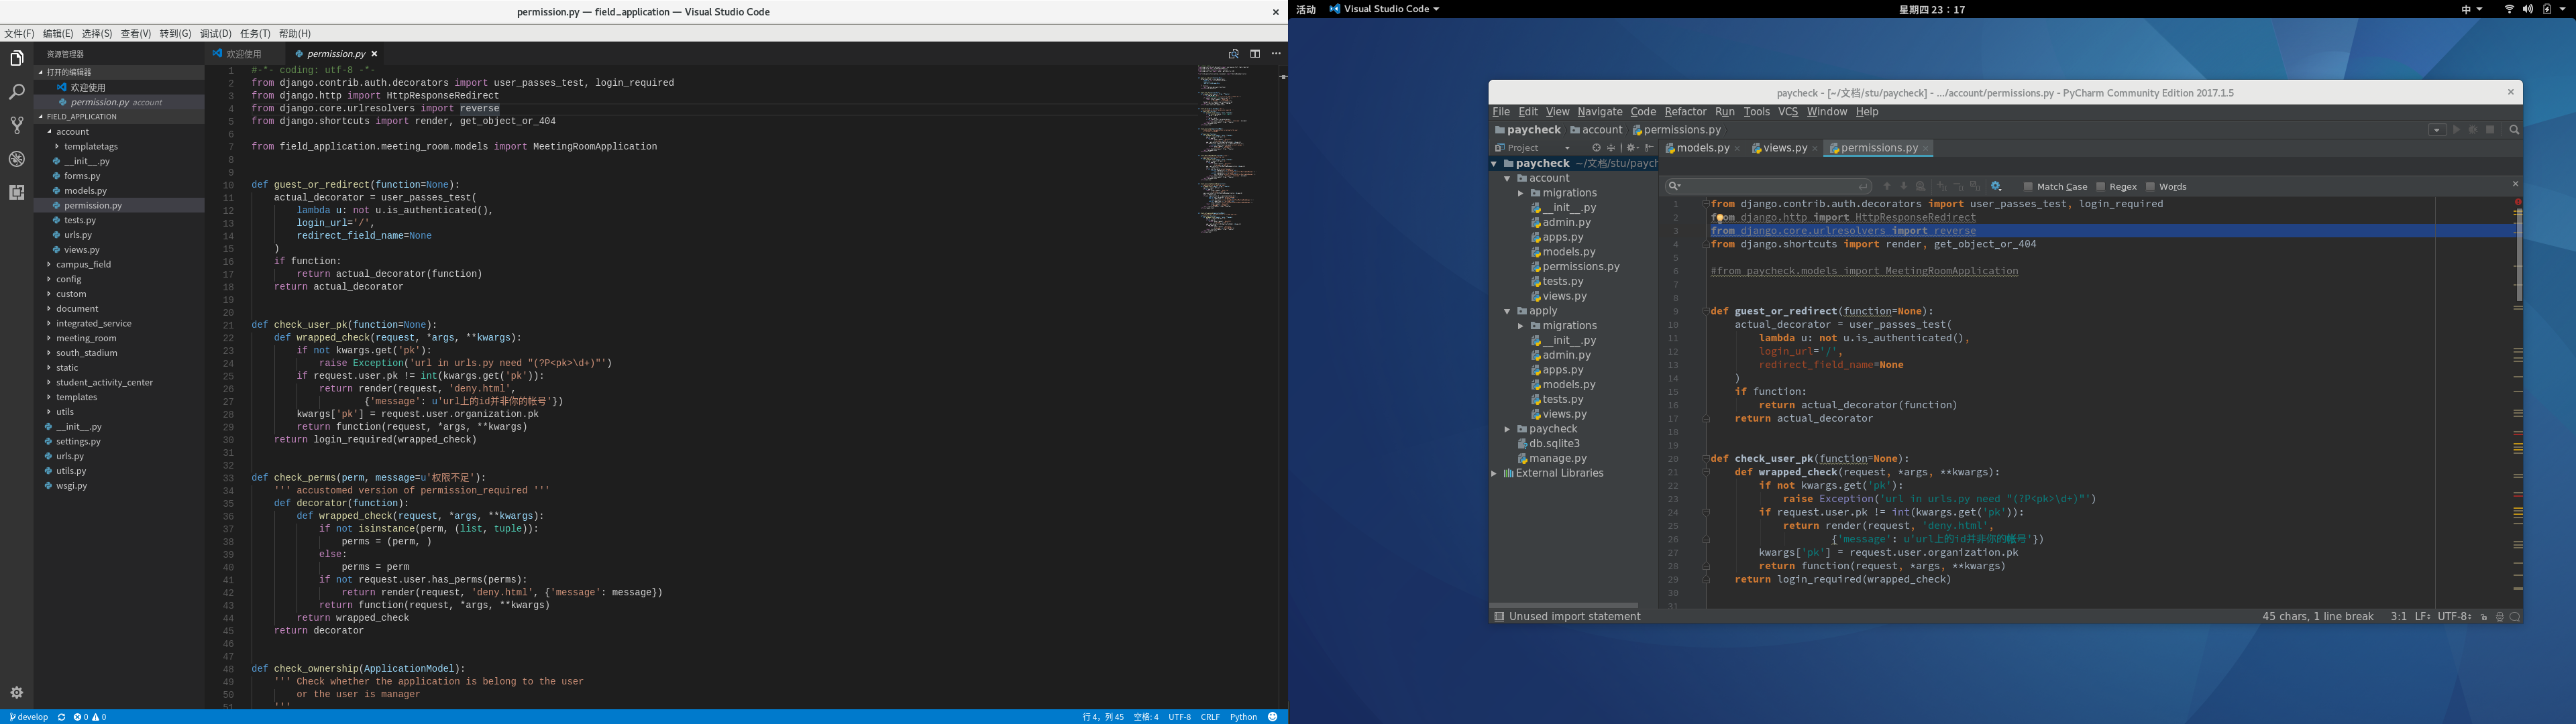 permission.py — field_application — Visual Studio Code
文件(F) 编辑(E) 选择(S) 查看(V) 转到(G) 调试(D) 任务(T) 帮助(H)
资源管理器
打开的编辑器
欢迎使用
permission.py account
FIELD_APPLICATION
account
templatetags
__init__.py
forms.py
models.py
permission.py
tests.py
urls.py
views.py
campus_field
config
custom
document
integrated_service
meeting_room
south_stadium
static
student_activity_center
templates
utils
__init__.py
settings.py
urls.py
utils.py
wsgi.py
欢迎使用 permission.py
1 #-*- coding: utf-8 -*-
2 from django.contrib.auth.decorators import user_passes_test, login_required
3 from django.http import HttpResponseRedirect
4 from django.core.urlresolvers import reverse
5 from django.shortcuts import render, get_object_or_404
6
7 from field_application.meeting_room.models import MeetingRoomApplication
8
9
10 def guest_or_redirect(function=None):
11 actual_decorator = user_passes_test(
12 lambda u: not u.is_authenticated(),
13 login_url='/',
14 redirect_field_name=None
15 )
16 if function:
17 return actual_decorator(function)
18 return actual_decorator
19
20
21 def check_user_pk(function=None):
22 def wrapped_check(request, *args, **kwargs):
23 if not kwargs.get('pk'):
24 raise Exception('url in urls.py need "(?P<pk>\d+)"')
25 if request.user.pk != int(kwargs.get('pk')):
26 return render(request, 'deny.html',
27 {'message': u'url上的id并非你的帐号'})
28 kwargs['pk'] = request.user.organization.pk
29 return function(request, *args, **kwargs)
30 return login_required(wrapped_check)
31
32
33 def check_perms(perm, message=u'权限不足'):
34 ''' accustomed version of permission_required '''
35 def decorator(function):
36 def wrapped_check(request, *args, **kwargs):
37 if not isinstance(perm, (list, tuple)):
38 perms = (perm, )
39 else:
40 perms = perm
41 if not request.user.has_perms(perms):
42 return render(request, 'deny.html', {'message': message})
43 return function(request, *args, **kwargs)
44 return wrapped_check
45 return decorator
46
47
48 def check_ownership(ApplicationModel):
49 ''' Check whether the application is belong to the user
50 or the user is manager
51 '''
develop 0 0 行 4，列 45 空格: 4 UTF-8 CRLF Python
活动 Visual Studio Code 星期四 23：17 中
paycheck - [~/文档/stu/paycheck] - .../account/permissions.py - PyCharm Community Edition 2017.1.5
File Edit View Navigate Code Refactor Run Tools VCS Window Help
paycheck account permissions.py
Project
paycheck ~/文档/stu/paych
account
migrations
__init__.py
admin.py
apps.py
models.py
permissions.py
tests.py
views.py
apply
migrations
__init__.py
admin.py
apps.py
models.py
tests.py
views.py
paycheck
db.sqlite3
manage.py
External Libraries
models.py views.py permissions.py
Match Case Regex Words
1 from django.contrib.auth.decorators import user_passes_test, login_required
2 from django.http import HttpResponseRedirect
3 from django.core.urlresolvers import reverse
4 from django.shortcuts import render, get_object_or_404
5
6 #from paycheck.models import MeetingRoomApplication
7
8
9 def guest_or_redirect(function=None):
10 actual_decorator = user_passes_test(
11 lambda u: not u.is_authenticated(),
12 login_url='/',
13 redirect_field_name=None
14 )
15 if function:
16 return actual_decorator(function)
17 return actual_decorator
18
19
20 def check_user_pk(function=None):
21 def wrapped_check(request, *args, **kwargs):
22 if not kwargs.get('pk'):
23 raise Exception('url in urls.py need "(?P<pk>\d+)"')
24 if request.user.pk != int(kwargs.get('pk')):
25 return render(request, 'deny.html',
26 {'message': u'url上的id并非你的帐号'})
27 kwargs['pk'] = request.user.organization.pk
28 return function(request, *args, **kwargs)
29 return login_required(wrapped_check)
30
31
Unused import statement 45 chars, 1 line break 3:1 LF UTF-8